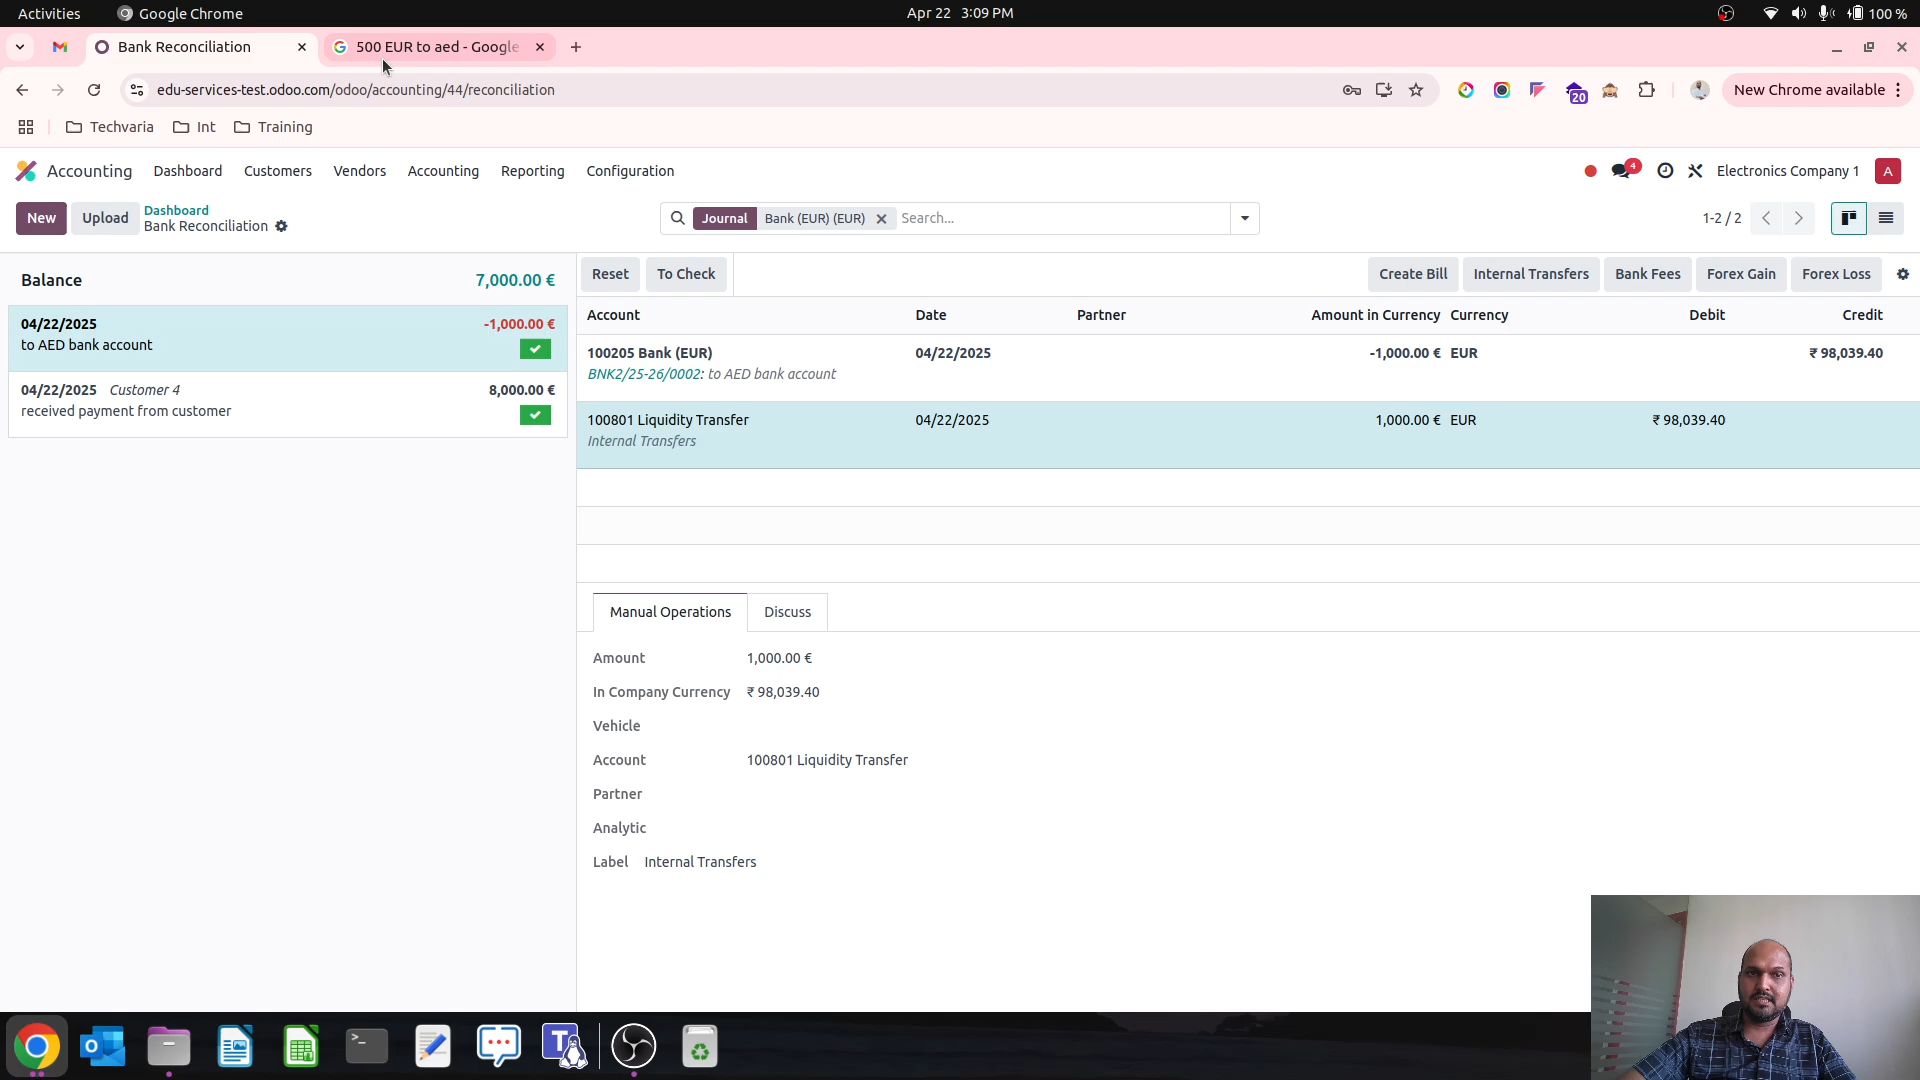 Activities
Google Chrome
Apr 22 3:09 PM
100 %
Bank Reconciliation
500 EUR to aed - Google
edu-services-test.odoo.com/odoo/accounting/44/reconciliation
20
New Chrome available
Techvaria
Int
Training
Accounting
Dashboard
Customers
Vendors
Accounting
Reporting
Configuration
4
Electronics Company 1
A
New
Upload
Dashboard
Bank Reconciliation
Journal
Bank (EUR) (EUR)
Search...
1-2 / 2
Balance
7,000.00 €
Reset
To Check
Create Bill
Internal Transfers
Bank Fees
Forex Gain
Forex Loss
04/22/2025
-1,000.00 €
to AED bank account
04/22/2025 Customer 4
8,000.00 €
received payment from customer
Account Date Partner Amount in Currency Currency Debit Credit
100205 Bank (EUR) 04/22/2025 -1,000.00 € EUR ₹ 98,039.40
BNK2/25-26/0002: to AED bank account
100801 Liquidity Transfer 04/22/2025 1,000.00 € EUR ₹ 98,039.40
Internal Transfers
Manual Operations
Discuss
Amount 1,000.00 €
In Company Currency ₹ 98,039.40
Vehicle
Account 100801 Liquidity Transfer
Partner
Analytic
Label Internal Transfers